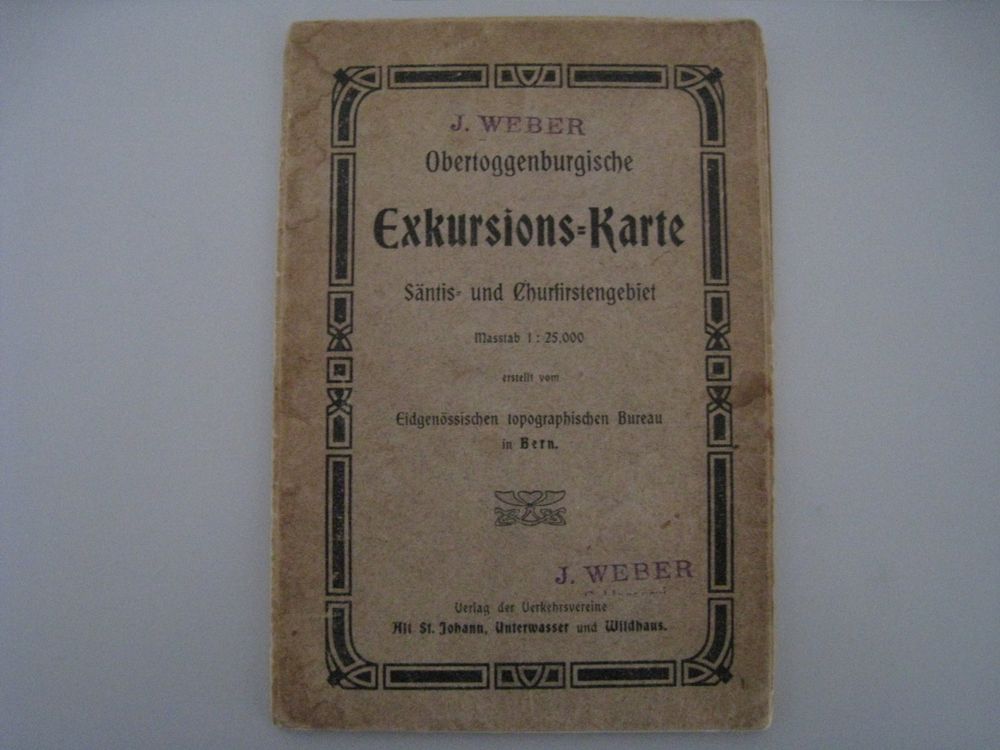 J. WEBER
Obertoggenburgische
Exkursions=Karte
Säntis= und Churfirstengebiet
Masstab 1 : 25,000
erstellt vom
Eidgenössischen topographischen Bureau
in Bern.
J. WEBER
Verlag der Verkehrsvereine
Alt St. Johann, Unterwasser und Wildhaus.